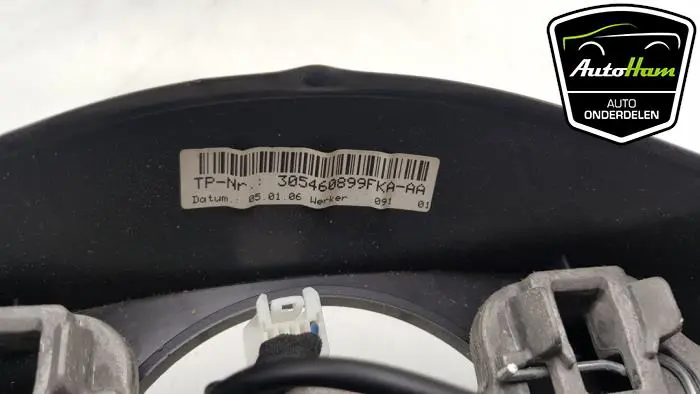 AutoHam
AUTO
ONDERDELEN
TP-Nr.: 305460899FKA-AA
Datum.: 05.01.06 Werker : 091 01